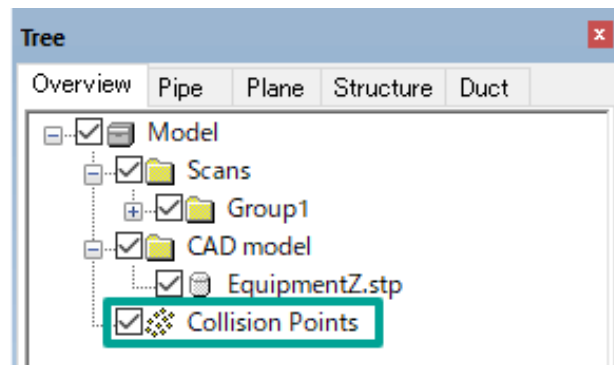 Tree
Overview Pipe Plane Structure Duct
Model
Scans
Group1
CAD model
EquipmentZ.stp
Collision Points